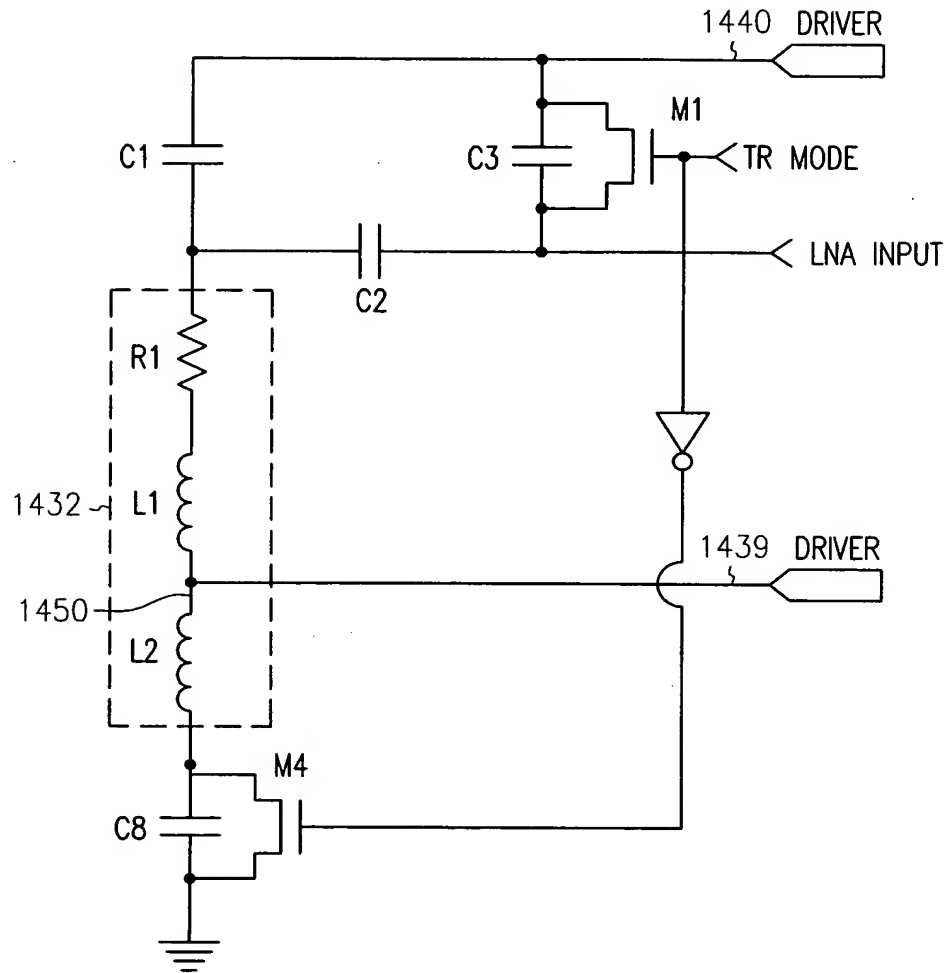 1440 DRIVER
M1
C1
C3
TR MODE
LNA INPUT
C2
R1
1432
L1
1439 DRIVER
1450
L2
M4
C8